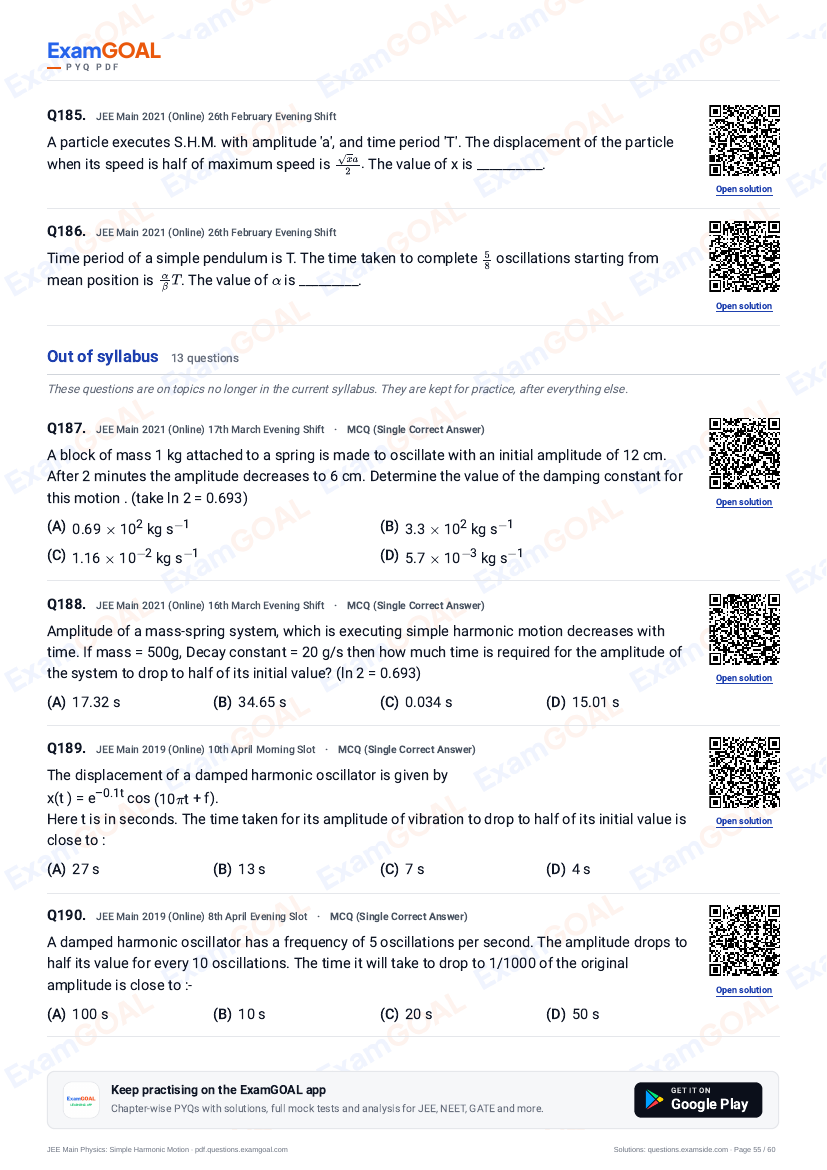 ExamGOAL
PYQ PDF
Q185. JEE Main 2021 (Online) 26th February Evening Shift
A particle executes S.H.M. with amplitude 'a', and time period 'T'. The displacement of the particle
when its speed is half of maximum speed is √x a/2. The value of x is __________.
Open solution
Q186. JEE Main 2021 (Online) 26th February Evening Shift
Time period of a simple pendulum is T. The time taken to complete 5/8 oscillations starting from
mean position is α/β T. The value of α is _________.
Open solution
Out of syllabus 13 questions
These questions are on topics no longer in the current syllabus. They are kept for practice, after everything else.
Q187. JEE Main 2021 (Online) 17th March Evening Shift · MCQ (Single Correct Answer)
A block of mass 1 kg attached to a spring is made to oscillate with an initial amplitude of 12 cm.
After 2 minutes the amplitude decreases to 6 cm. Determine the value of the damping constant for
this motion . (take ln 2 = 0.693)
Open solution
(A) 0.69 × 10² kg s⁻¹ (B) 3.3 × 10² kg s⁻¹
(C) 1.16 × 10⁻² kg s⁻¹ (D) 5.7 × 10⁻³ kg s⁻¹
Q188. JEE Main 2021 (Online) 16th March Evening Shift · MCQ (Single Correct Answer)
Amplitude of a mass-spring system, which is executing simple harmonic motion decreases with
time. If mass = 500g, Decay constant = 20 g/s then how much time is required for the amplitude of
the system to drop to half of its initial value? (ln 2 = 0.693)
Open solution
(A) 17.32 s (B) 34.65 s (C) 0.034 s (D) 15.01 s
Q189. JEE Main 2019 (Online) 10th April Morning Slot · MCQ (Single Correct Answer)
The displacement of a damped harmonic oscillator is given by
x(t ) = e⁻⁰·¹ᵗ cos (10πt + f).
Here t is in seconds. The time taken for its amplitude of vibration to drop to half of its initial value is
close to :
Open solution
(A) 27 s (B) 13 s (C) 7 s (D) 4 s
Q190. JEE Main 2019 (Online) 8th April Evening Slot · MCQ (Single Correct Answer)
A damped harmonic oscillator has a frequency of 5 oscillations per second. The amplitude drops to
half its value for every 10 oscillations. The time it will take to drop to 1/1000 of the original
amplitude is close to :-
Open solution
(A) 100 s (B) 10 s (C) 20 s (D) 50 s
Keep practising on the ExamGOAL app
Chapter-wise PYQs with solutions, full mock tests and analysis for JEE, NEET, GATE and more.
GET IT ON
Google Play
JEE Main Physics: Simple Harmonic Motion · pdf.questions.examgoal.com Solutions: questions.examside.com · Page 55 / 60